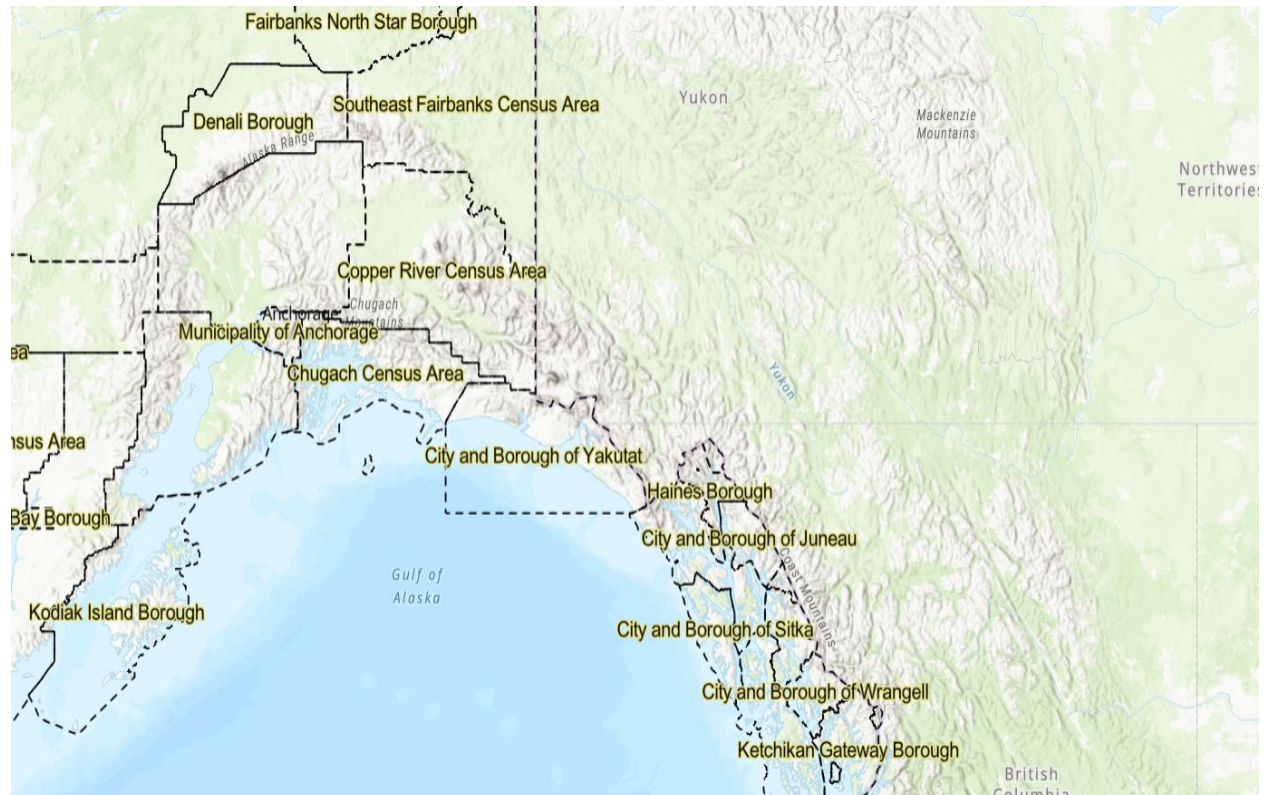 Fairbanks North Star Borough
Yukon
Southeast Fairbanks Census Area
Mackenzie
Mountains
Denali Borough
Alaska Range
Northwest
Territories
Copper River Census Area
Chugach
Mountains
Anchorage
Municipality of Anchorage
ea
Chugach Census Area
Yukon
nsus Area
City and Borough of Yakutat
Haines Borough
Bay Borough
City and Borough of Juneau
Gulf of
Alaska
Coast Mountains
Kodiak Island Borough
City and Borough of Sitka
City and Borough of Wrangell
Ketchikan Gateway Borough
British
Columbia